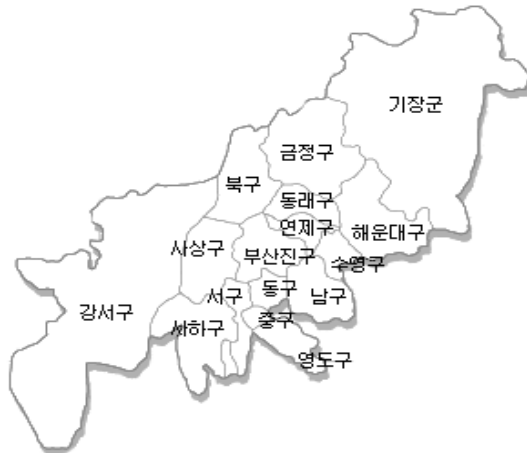 기장군
금정구
북구
동래구
연제구
해운대구
사상구
부산진구
수영구
서구
동구
남구
강서구
사하구
중구
영도구